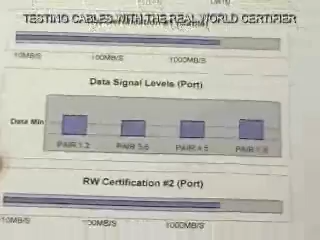 TESTING CABLES WITH THE REAL WORLD CERTIFIER
10MB/S 100MB/S 1000MB/S
Data Signal Levels (Port)
Data Min
PAIR 1,2 PAIR 3,6 PAIR 4,5 PAIR 7,8
RW Certification #2 (Port)
10MB/S 100MB/S 1000MB/S